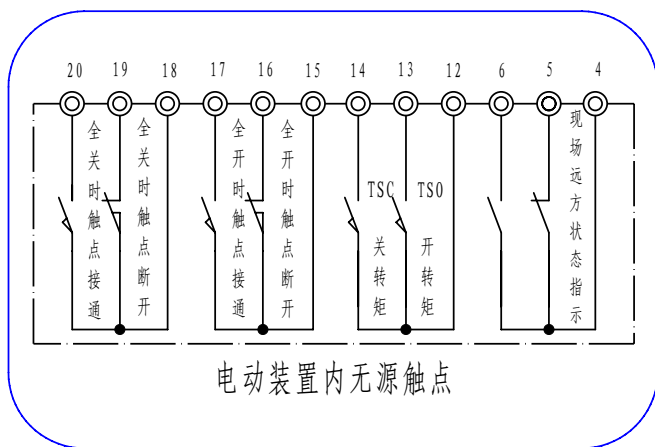 20 19 18 17 16 15 14 13 12 6 5 4
全关时触点接通
全关时触点断开
全开时触点接通
全开时触点断开
TSC
关转矩
TSO
开转矩
现场远方状态指示
电动装置内无源触点